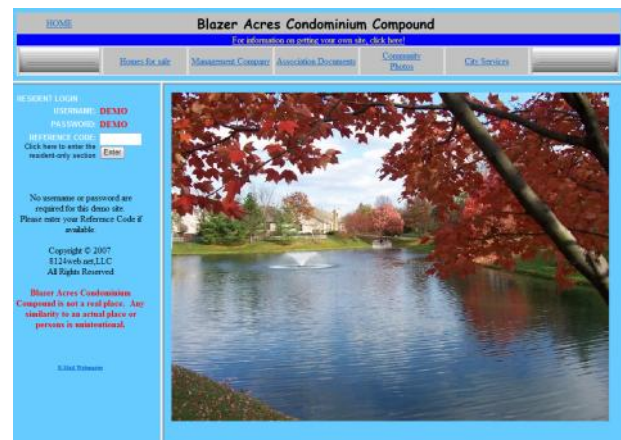 HOME
Blazer Acres Condominium Compound
For information on getting your own site, click here!
Homes for sale
Management Company
Association Documents
Community
Photos
City Services
RESIDENT LOGIN
USERNAME: DEMO
PASSWORD: DEMO
REFERENCE CODE:
Click here to enter the
resident-only section
Enter
No username or password are
required for this demo site.
Please enter your Reference Code if
available.
Copyright © 2007
8124web.net,LLC
All Rights Reserved
Blazer Acres Condominium
Compound is not a real place. Any
similarity to an actual place or
persons is unintentional.